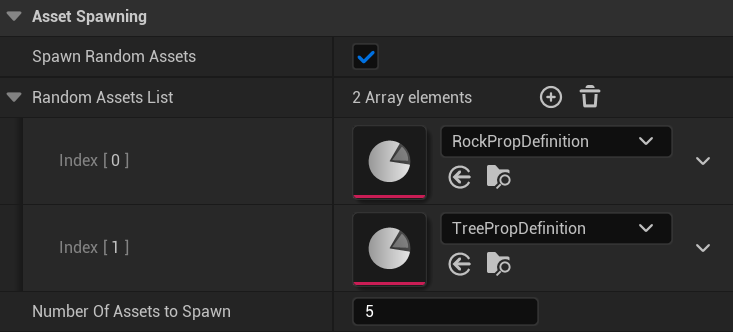 Asset Spawning
Spawn Random Assets
Random Assets List 2 Array elements
RockPropDefinition
Index [ 0 ]
TreePropDefinition
Index [ 1 ]
Number Of Assets to Spawn 5